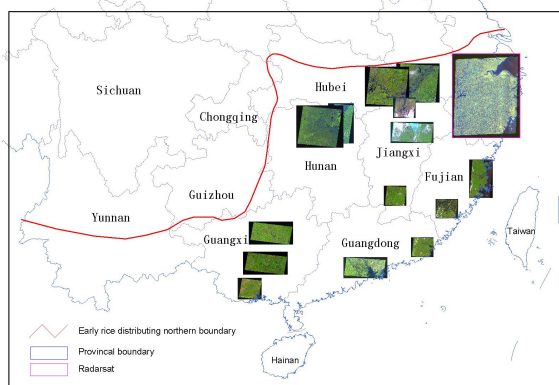 Sichuan
Hubei
Chongqing
Jiangxi
Hunan
Fujian
Guizhou
Yunnan
Guangxi
Guangdong
Taiwan
Early rice distributing northern boundary
Provincal boundary
Radarsat
Hainan